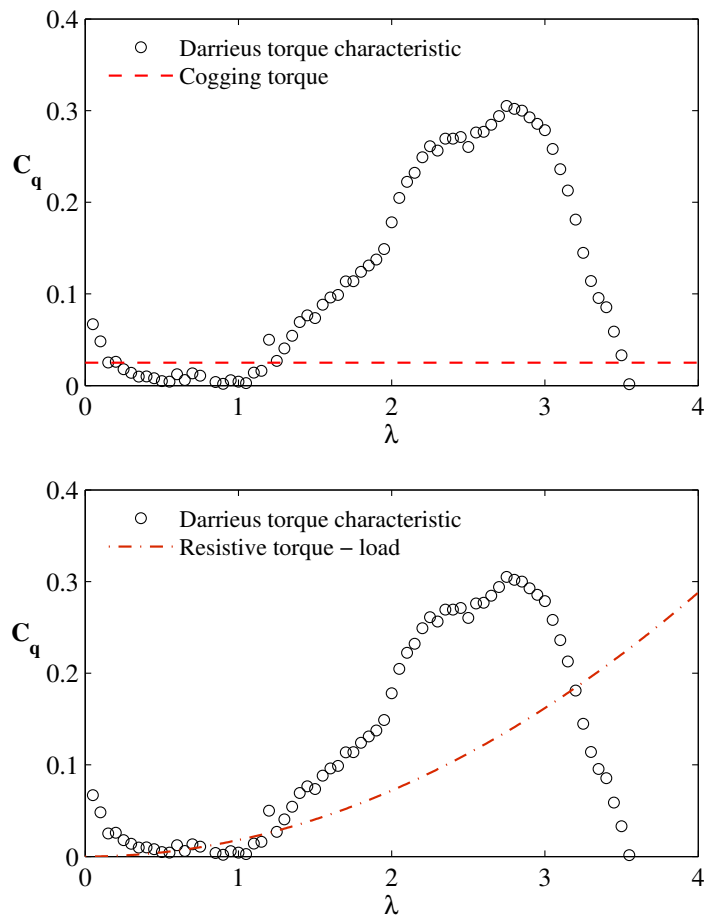 0.4
0.3
0.2
0.1
0
C_q
Darrieus torque characteristic
Cogging torque
0 1 2 3 4
λ
0.4
0.3
0.2
0.1
0
C_q
Darrieus torque characteristic
Resistive torque − load
0 1 2 3 4
λ